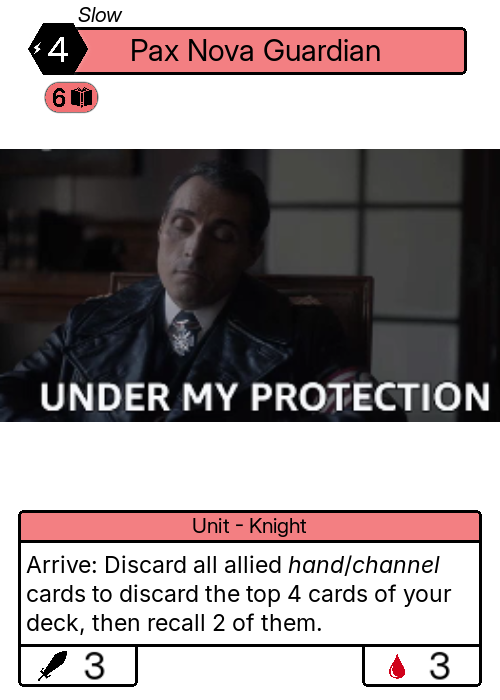 Slow
4
Pax Nova Guardian
6
UNDER MY PROTECTION
Unit - Knight
Arrive: Discard all allied hand/channel
cards to discard the top 4 cards of your
deck, then recall 2 of them.
3
3